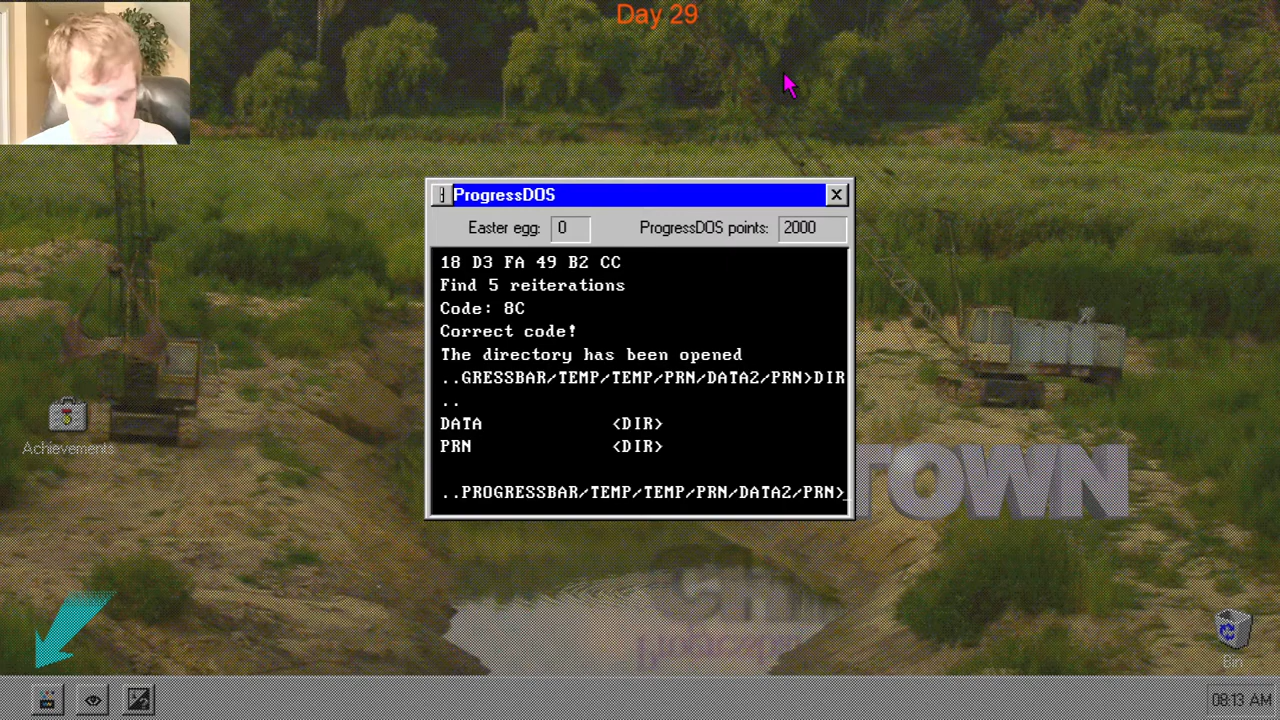 Day 29
ProgressDOS
Easter egg: 0 ProgressDOS points: 2000
18 D3 FA 49 B2 CC
Find 5 reiterations
Code: 8C
Correct code!
The directory has been opened
..GRESSBAR/TEMP/TEMP/PRN/DATA2/PRN>DIR
..
DATA <DIR>
PRN <DIR>
..PROGRESSBAR/TEMP/TEMP/PRN/DATA2/PRN>_
Achievements
TOWN
Bin
08:13 AM